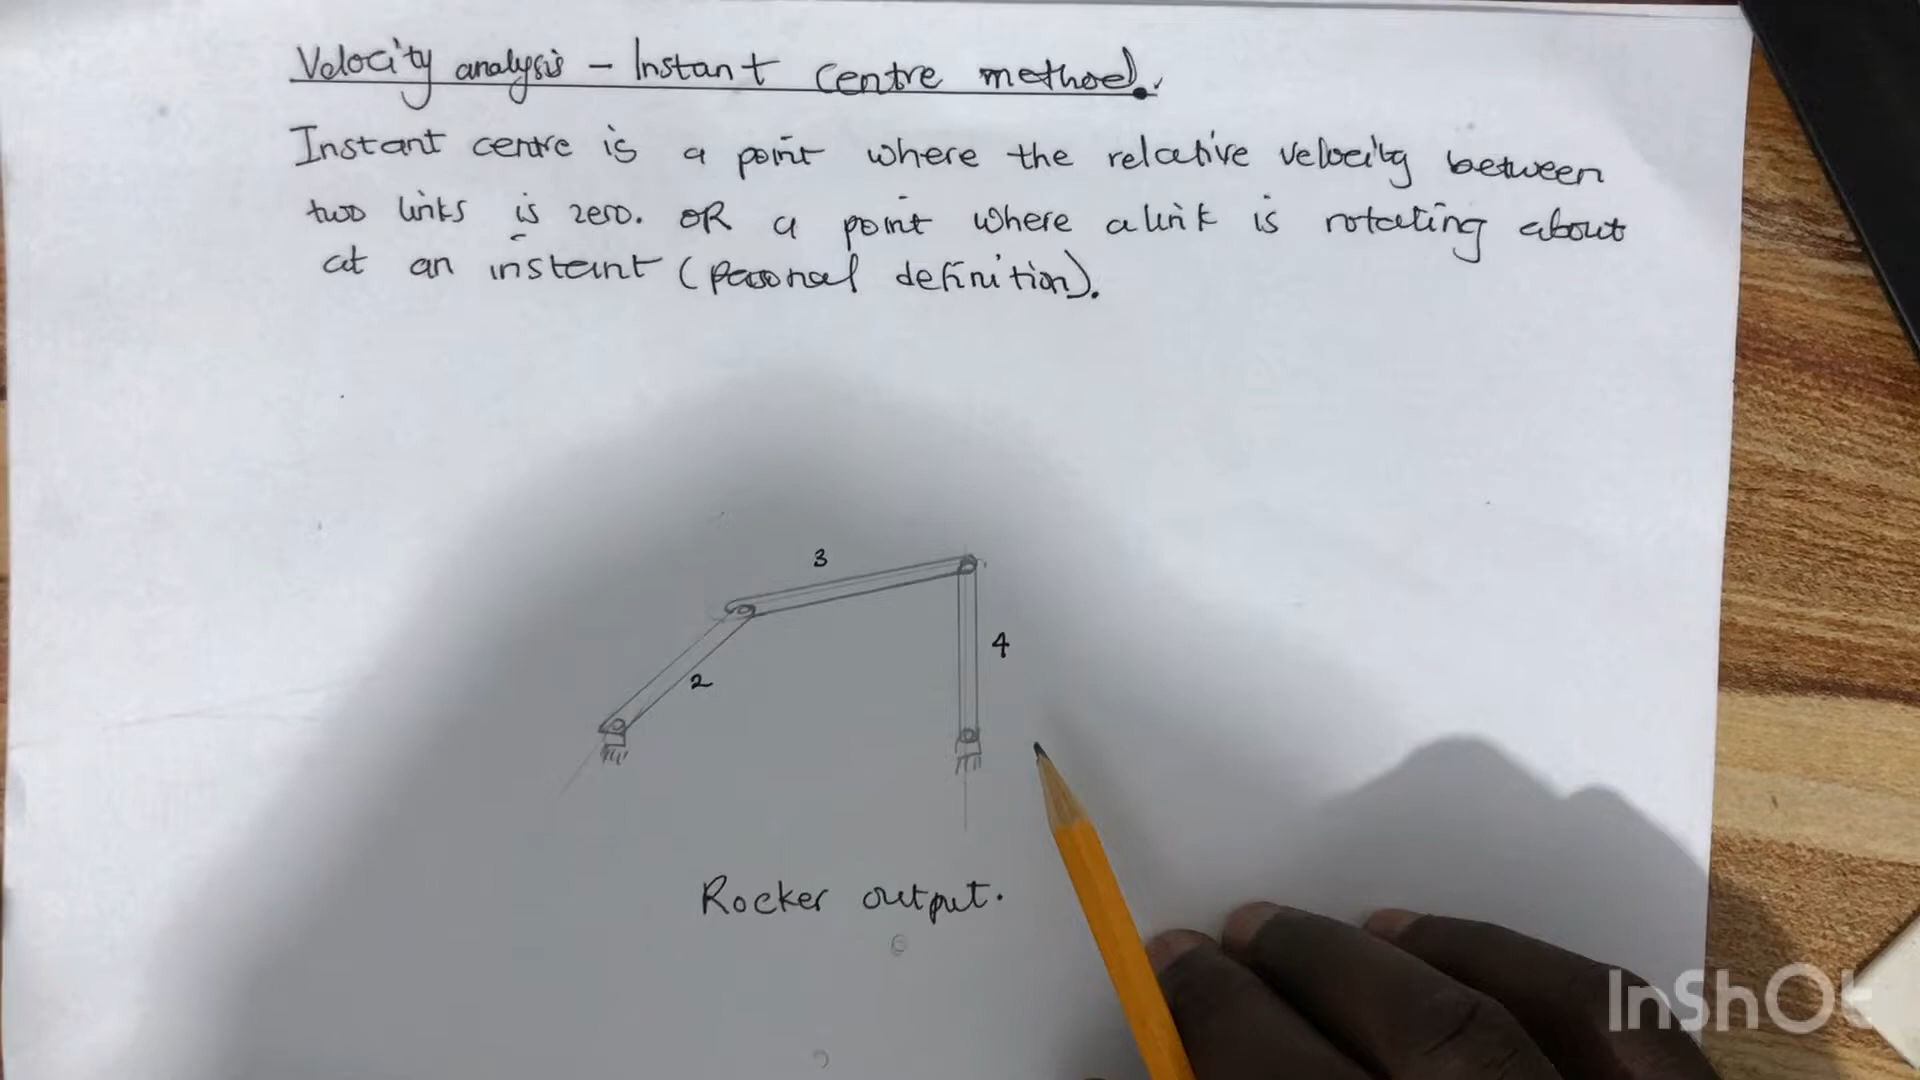 Velocity analysis - Instant centre method.
Instant centre is a point where the relative velocity between
two links is zero. OR a point where a link is rotating about
at an instant (personal definition).
3
4
2
Rocker output.
InShOt